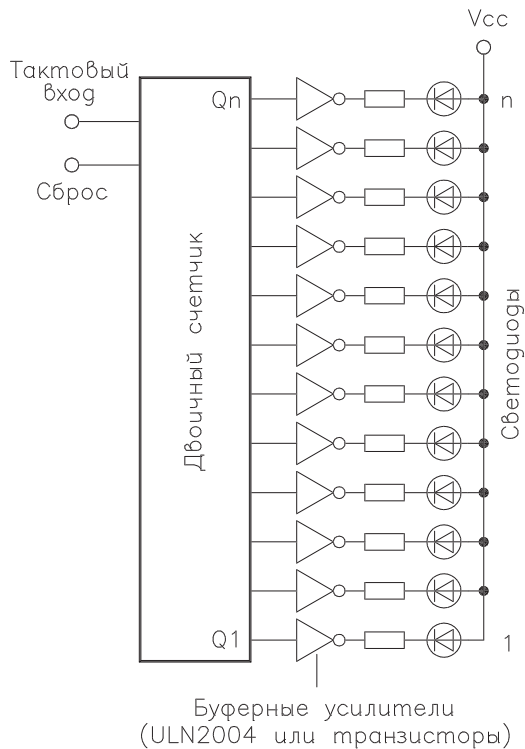 Vcc
Тактовый
вход
Qn
n
Сброс
Двоичный счетчик
Светодиоды
Q1
1
Буферные усилители
(ULN2004 или транзисторы)